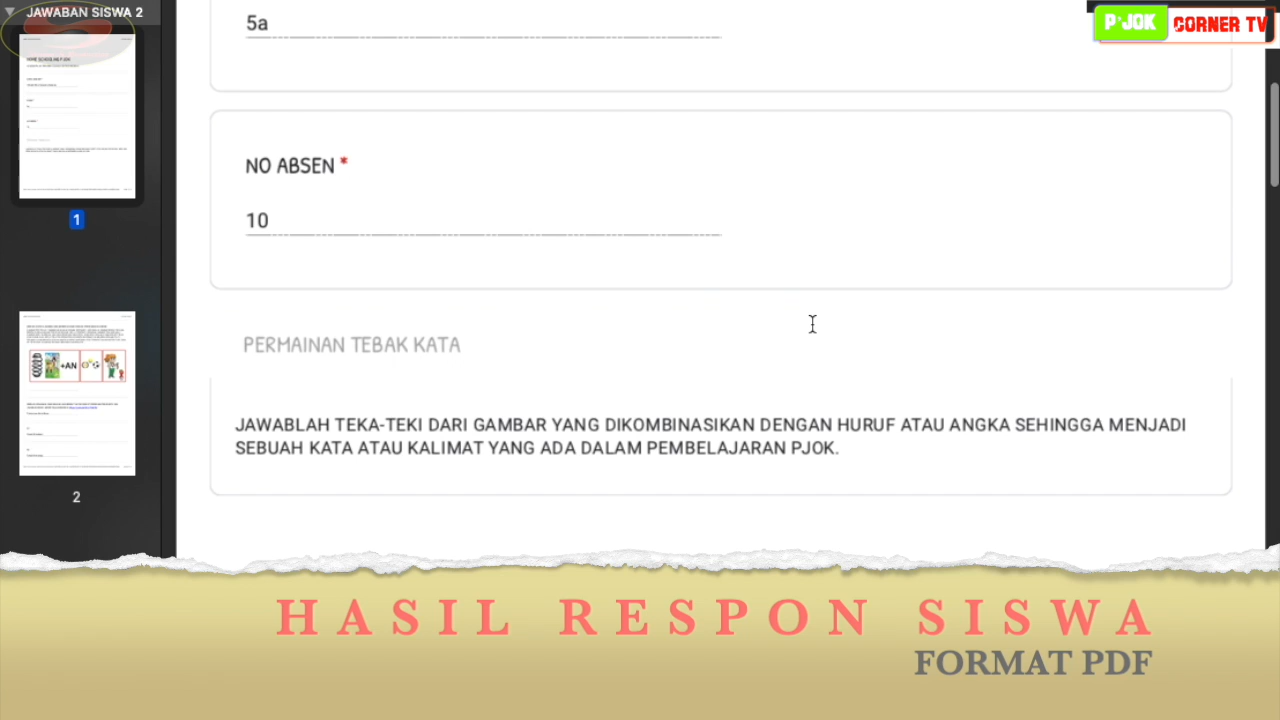 JAWABAN SISWA 2
P*JOK CORNER TV
5a
NO ABSEN *
10
1
PERMAINAN TEBAK KATA
JAWABLAH TEKA-TEKI DARI GAMBAR YANG DIKOMBINASIKAN DENGAN HURUF ATAU ANGKA SEHINGGA MENJADI
SEBUAH KATA ATAU KALIMAT YANG ADA DALAM PEMBELAJARAN PJOK.
+AN
2
HASIL RESPON SISWA
FORMAT PDF